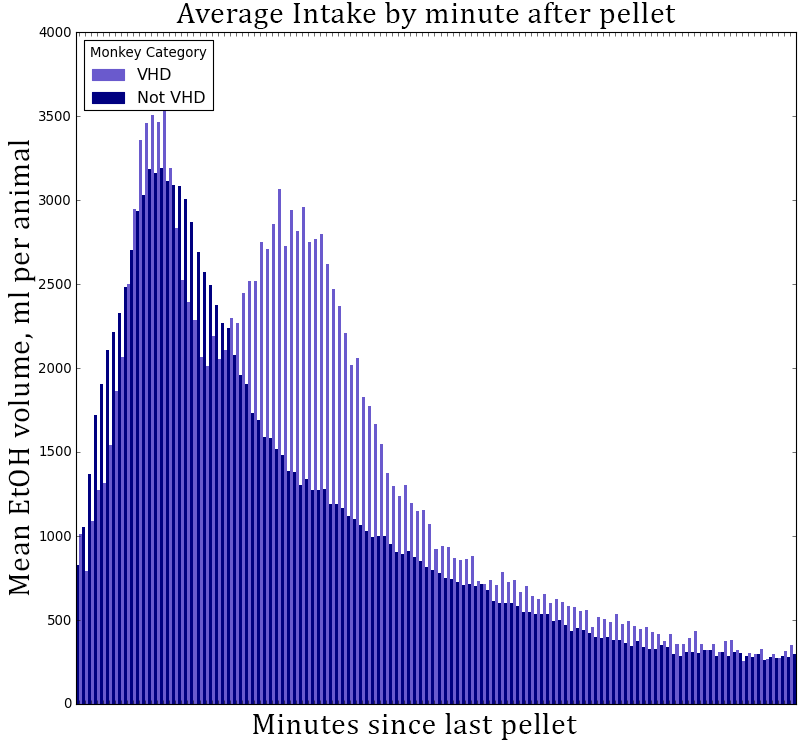 Average Intake by minute after pellet
Mean EtOH volume, ml per animal
4000
3500
3000
2500
2000
1500
1000
500
0
Monkey Category
VHD
Not VHD
Minutes since last pellet